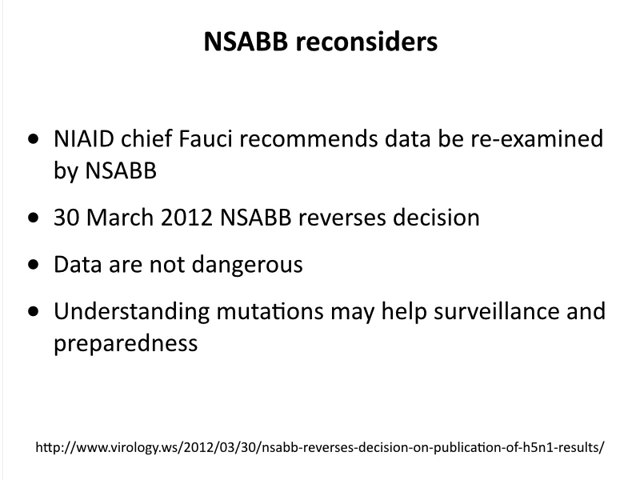 NSABB reconsiders
• NIAID chief Fauci recommends data be re-examined
by NSABB
• 30 March 2012 NSABB reverses decision
• Data are not dangerous
• Understanding mutations may help surveillance and
preparedness
http://www.virology.ws/2012/03/30/nsabb-reverses-decision-on-publication-of-h5n1-results/